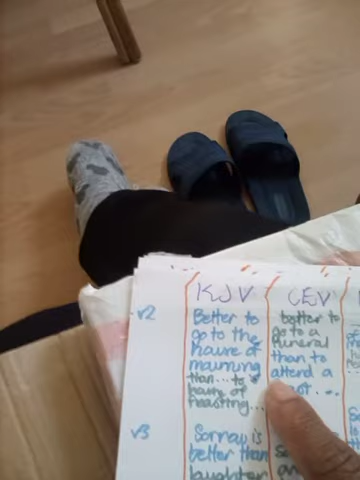 KJV CEV
v2
Better to
go to the
house of
mourning
than... to
house of
feasting...
better to
go to a
funeral
than to
attend a
v3
Sorrow is
better than
laughter